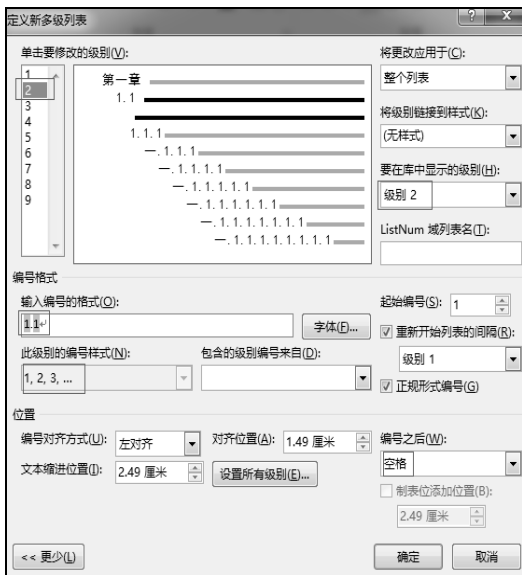 定义新多级列表
单击要修改的级别(V):
1
2
3
4
5
6
7
8
9
第一章
1.1
1.1.1
一.1.1.1
一.1.1.1.1
一.1.1.1.1.1
一.1.1.1.1.1.1
一.1.1.1.1.1.1.1
一.1.1.1.1.1.1.1.1
将更改应用于(C):
整个列表
将级别链接到样式(K):
(无样式)
要在库中显示的级别(H):
级别 2
ListNum 域列表名(T):
编号格式
输入编号的格式(O):
1.1
字体(F)...
此级别的编号样式(N):
包含的级别编号来自(D):
1, 2, 3, ...
起始编号(S): 1
重新开始列表的间隔(R):
级别 1
正规形式编号(G)
位置
编号对齐方式(U): 左对齐 对齐位置(A): 1.49 厘米
文本缩进位置(I): 2.49 厘米 设置所有级别(E)...
编号之后(W):
空格
制表位添加位置(B):
2.49 厘米
<< 更少(L)
确定
取消